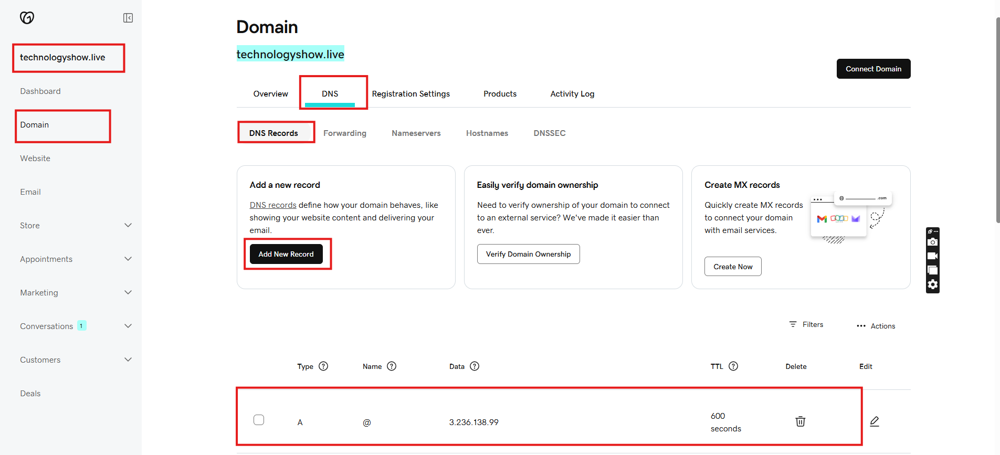 technologyshow.live
Dashboard
Domain
Website
Email
Store
Appointments
Marketing
Conversations 1
Customers
Deals
Domain
technologyshow.live
Connect Domain
Overview DNS Registration Settings Products Activity Log
DNS Records Forwarding Nameservers Hostnames DNSSEC
Add a new record
DNS records define how your domain behaves, like
showing your website content and delivering your
email.
Add New Record
Easily verify domain ownership
Need to verify ownership of your domain to connect
to an external service? We've made it easier than
ever.
Verify Domain Ownership
Create MX records
Quickly create MX records
to connect your domain
with email services.
Create Now
.com
Filters Actions
Type ? Name ? Data ? TTL ? Delete Edit
A @ 3.236.138.99 600
seconds